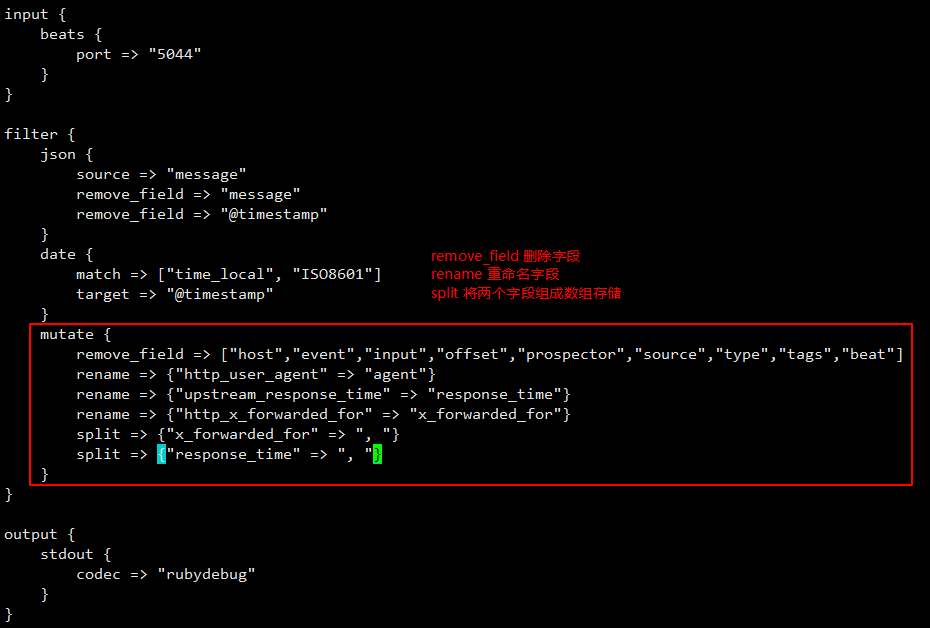 input {
    beats {
        port => "5044"
    }
}

filter {
    json {
        source => "message"
        remove_field => "message"
        remove_field => "@timestamp"
    }
    date {
        match => ["time_local", "ISO8601"]
        target => "@timestamp"
    }
remove_field 删除字段
rename 重命名字段
split 将两个字段组成数组存储
    mutate {
        remove_field => ["host","event","input","offset","prospector","source","type","tags","beat"]
        rename => {"http_user_agent" => "agent"}
        rename => {"upstream_response_time" => "response_time"}
        rename => {"http_x_forwarded_for" => "x_forwarded_for"}
        split => {"x_forwarded_for" => ", "}
        split => {"response_time" => ", "}
    }
}

output {
    stdout {
        codec => "rubydebug"
    }
}